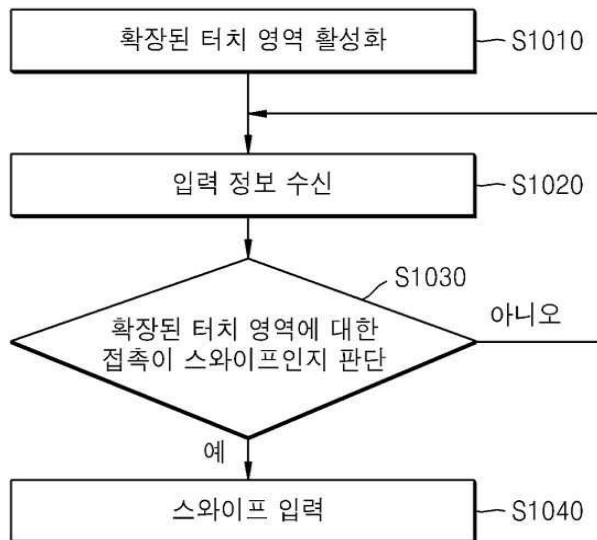 확장된 터치 영역 활성화
S1010
입력 정보 수신
S1020
S1030
확장된 터치 영역에 대한
접촉이 스와이프인지 판단
아니오
예
스와이프 입력
S1040